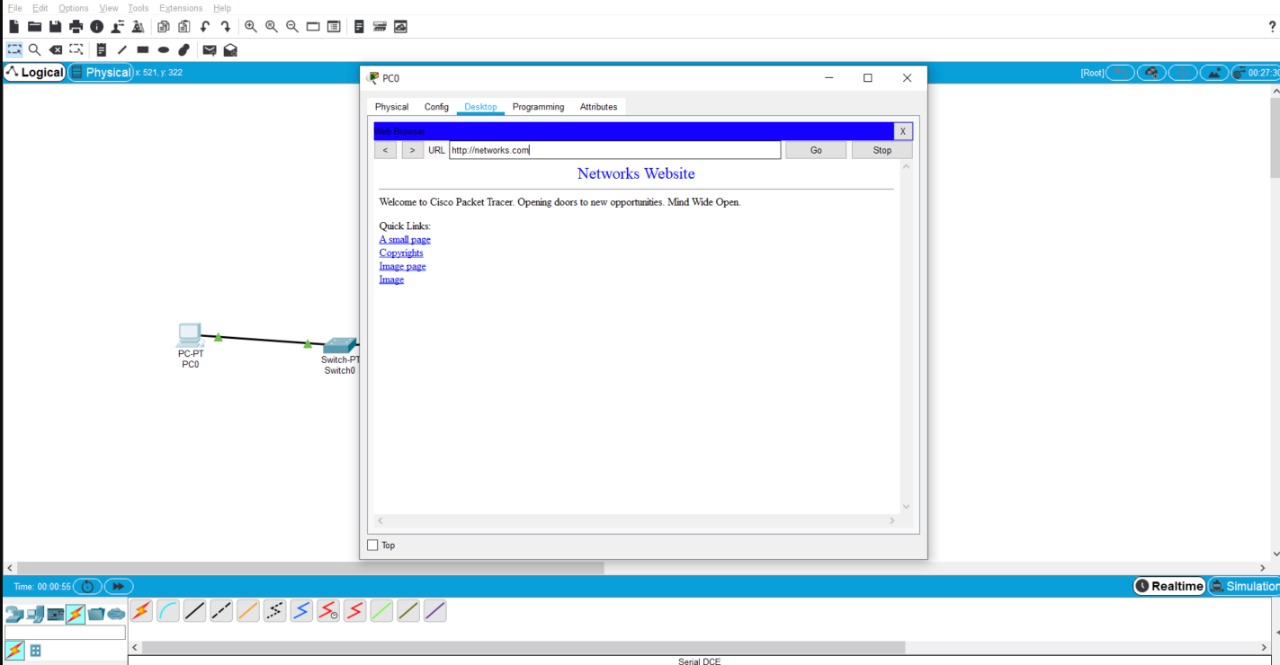 File Edit Options View Tools Extensions Help
?
Logical Physical x: 521, y: 322
[Root] 00:27:30
PC0
Physical Config Desktop Programming Attributes
Web Browser X
< > URL http://networks.com Go Stop
Networks Website
Welcome to Cisco Packet Tracer. Opening doors to new opportunities. Mind Wide Open.
Quick Links:
A small page
Copyrights
Image page
Image
PC-PT
PC0
Switch-PT
Switch0
Top
Time: 00:00:55
Realtime Simulation
Serial DCE